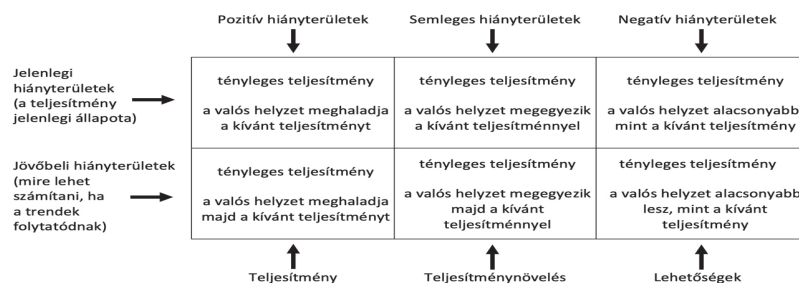 Pozitív hiányterületek
Semleges hiányterületek
Negatív hiányterületek
Jelenlegi
hiányterületek
(a teljesítmény
jelenlegi állapota)
tényleges teljesítmény
a valós helyzet meghaladja
a kívánt teljesítményt
tényleges teljesítmény
a valós helyzet megegyezik
a kívánt teljesítménnyel
tényleges teljesítmény
a valós helyzet alacsonyabb
mint a kívánt teljesítmény
Jövőbeli hiányterületek
(mire lehet
számítani, ha
a trendek
folytatódnak)
tényleges teljesítmény
a valós helyzet meghaladja
majd a kívánt teljesítményt
tényleges teljesítmény
a valós helyzet megegyezik
majd a kívánt
teljesítménnyel
tényleges teljesítmény
a valós helyzet alacsonyabb
lesz, mint a kívánt
teljesítmény
Teljesítmény
Teljesítménynövelés
Lehetőségek